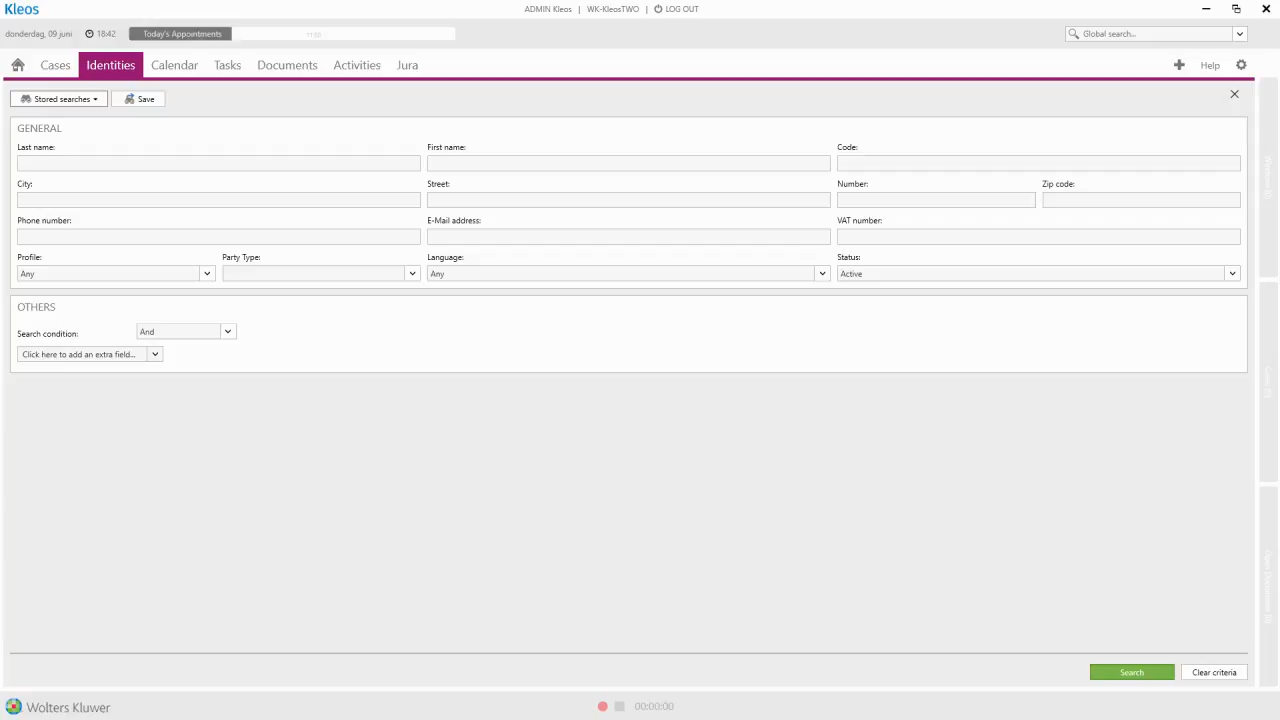 Kleos
ADMIN Kleos | WK-KleosTWO | LOG OUT
donderdag, 09 juni 18:42 Today's Appointments 11:00 Global search...
Cases Identities Calendar Tasks Documents Activities Jura Help
Stored searches Save
GENERAL
Last name: First name: Code:
City: Street: Number: Zip code:
Phone number: E-Mail address: VAT number:
Profile: Party Type: Language: Status:
Any Any Active
OTHERS
Search condition: And
Click here to add an extra field...
Search Clear criteria
Wolters Kluwer 00:00:00